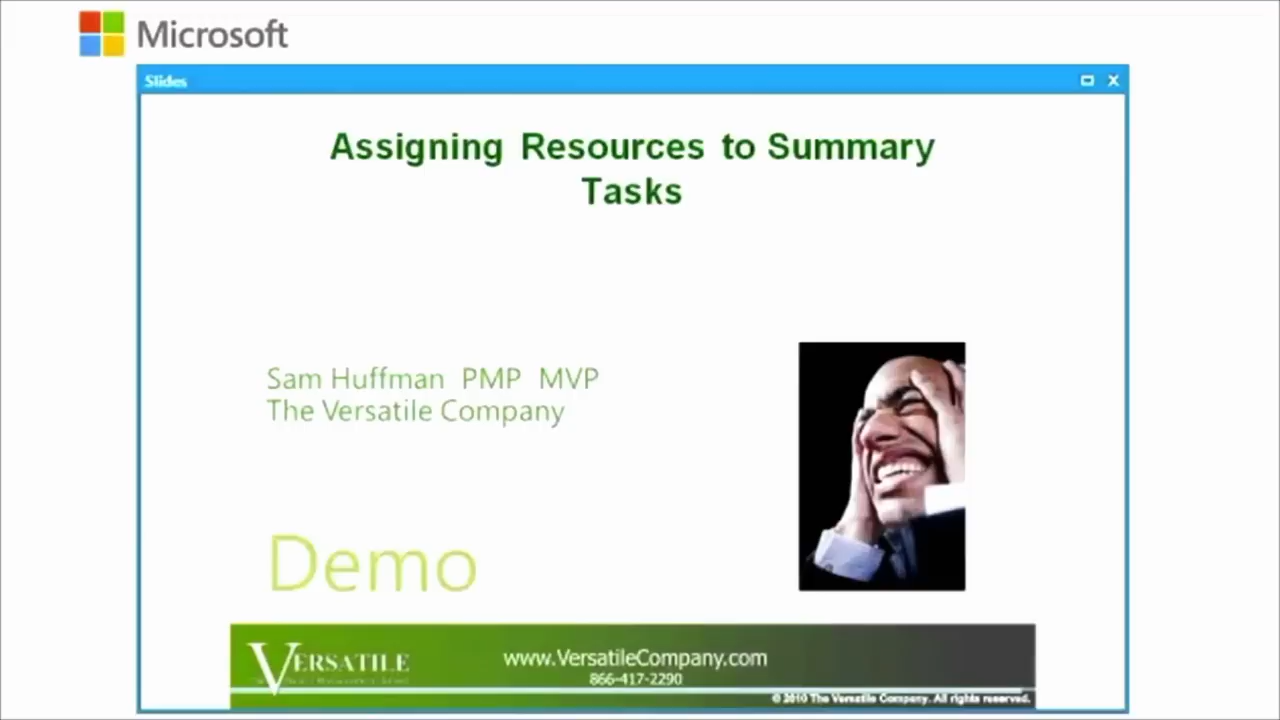 Microsoft
Slides
Assigning Resources to Summary
Tasks
Sam Huffman PMP MVP
The Versatile Company
Demo
VERSATILE
www.VersatileCompany.com
866-417-2290
© 2010 The Versatile Company. All rights reserved.